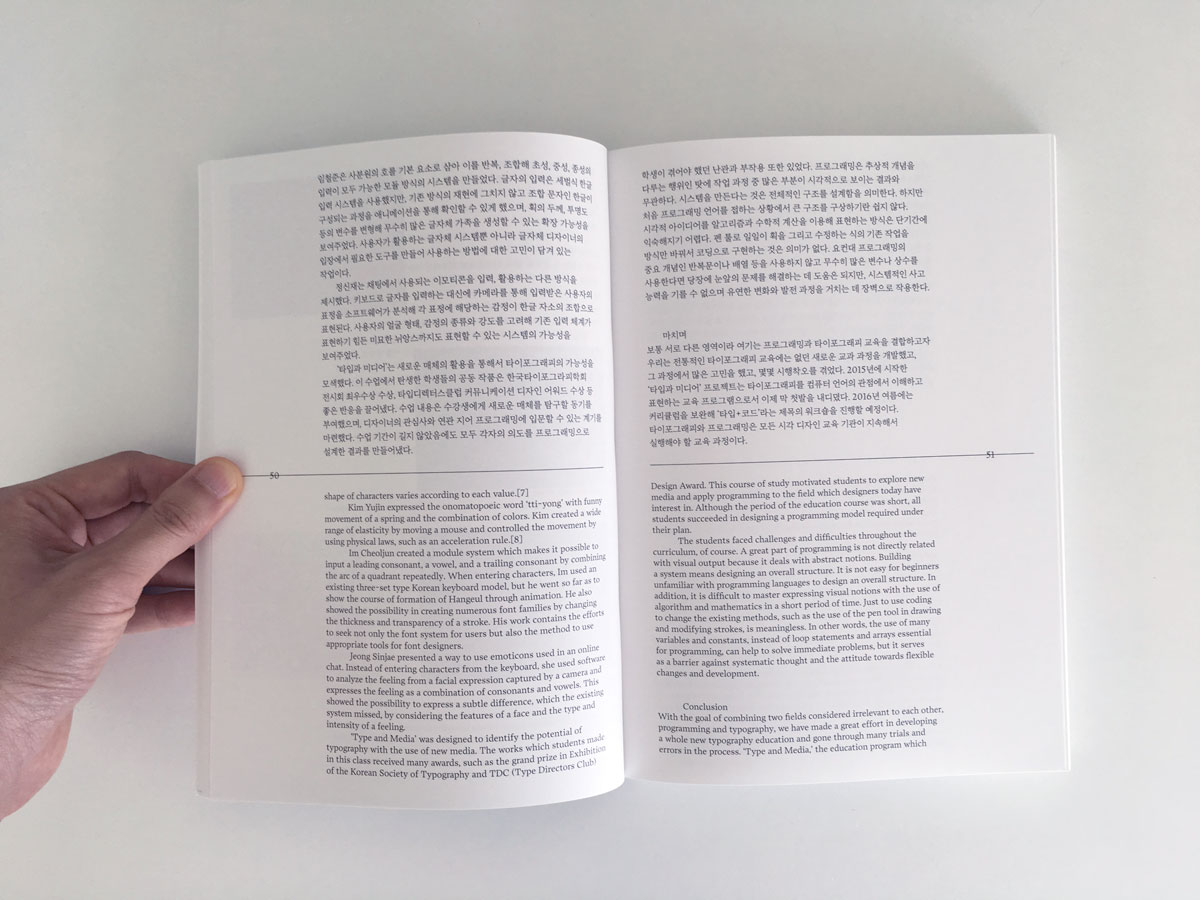 임철준은 사분원의 호를 기본 요소로 삼아 이를 반복, 조합해 초성, 중성, 종성의
입력이 모두 가능한 모듈 방식의 시스템을 만들었다. 글자의 입력은 세벌식 한글
입력 시스템을 사용했지만, 기존 방식의 재현에 그치지 않고 조합 문자인 한글이
구성되는 과정을 애니메이션을 통해 확인할 수 있게 했으며, 획의 두께, 투명도
등의 변수를 변형해 무수히 많은 글자체 가족을 생성할 수 있는 확장 가능성을
보여주었다. 사용자가 활용하는 글자체 시스템뿐 아니라 글자체 디자이너의
입장에서 필요한 도구를 만들어 사용하는 방법에 대한 고민이 담겨 있는
작업이다.
정신재는 채팅에서 사용되는 이모티콘을 입력, 활용하는 다른 방식을
제시했다. 키보드로 글자를 입력하는 대신에 카메라를 통해 입력받은 사용자의
표정을 소프트웨어가 분석해 각 표정에 해당하는 감정이 한글 자소의 조합으로
표현된다. 사용자의 얼굴 형태, 감정의 종류와 강도를 고려해 기존 입력 체계가
표현하기 힘든 미묘한 뉘앙스까지도 표현할 수 있는 시스템의 가능성을
보여주었다.
'타입과 미디어'는 새로운 매체의 활용을 통해서 타이포그래피의 가능성을
모색했다. 이 수업에서 탄생한 학생들의 공동 작품은 한국타이포그라피학회
전시회 최우수상 수상, 타입디렉터스클럽 커뮤니케이션 디자인 어워드 수상 등
좋은 반응을 끌어냈다. 수업 내용은 수강생에게 새로운 매체를 탐구할 동기를
부여했으며, 디자이너의 관심사와 연관 지어 프로그래밍에 입문할 수 있는 계기를
마련했다. 수업 기간이 길지 않았음에도 모두 각자의 의도를 프로그래밍으로
설계한 결과를 만들어냈다.
50
shape of characters varies according to each value.[7]
Kim Yujin expressed the onomatopoeic word 'tti-yong' with funny
movement of a spring and the combination of colors. Kim created a wide
range of elasticity by moving a mouse and controlled the movement by
using physical laws, such as an acceleration rule.[8]
Im Cheoljun created a module system which makes it possible to
input a leading consonant, a vowel, and a trailing consonant by combining
the arc of a quadrant repeatedly. When entering characters, Im used an
existing three-set type Korean keyboard model, but he went so far as to
show the course of formation of Hangeul through animation. He also
showed the possibility in creating numerous font families by changing
the thickness and transparency of a stroke. His work contains the efforts
to seek not only the font system for users but also the method to use
appropriate tools for font designers.
Jeong Sinjae presented a way to use emoticons used in an online
chat. Instead of entering characters from the keyboard, she used software
to analyze the feeling from a facial expression captured by a camera and
expresses the feeling as a combination of consonants and vowels. This
showed the possibility to express a subtle difference, which the existing
system missed, by considering the features of a face and the type and
intensity of a feeling.
'Type and Media' was designed to identify the potential of
typography with the use of new media. The works which students made
in this class received many awards, such as the grand prize in Exhibition
of the Korean Society of Typography and TDC (Type Directors Club)
학생이 겪어야 했던 난관과 부작용 또한 있었다. 프로그래밍은 추상적 개념을
다루는 행위인 탓에 작업 과정 중 많은 부분이 시각적으로 보이는 결과와
무관하다. 시스템을 만든다는 것은 전체적인 구조를 설계함을 의미한다. 하지만
처음 프로그래밍 언어를 접하는 상황에서 큰 구조를 구상하기란 쉽지 않다.
시각적 아이디어를 알고리즘과 수학적 계산을 이용해 표현하는 방식은 단기간에
익숙해지기 어렵다. 펜 툴로 일일이 획을 그리고 수정하는 식의 기존 작업을
방식만 바꿔서 코딩으로 구현하는 것은 의미가 없다. 요컨대 프로그래밍의
중요 개념인 반복문이나 배열 등을 사용하지 않고 무수히 많은 변수나 상수를
사용한다면 당장에 눈앞의 문제를 해결하는 데 도움은 되지만, 시스템적인 사고
능력을 기를 수 없으며 유연한 변화와 발전 과정을 거치는 데 장벽으로 작용한다.
마치며
보통 서로 다른 영역이라 여기는 프로그래밍과 타이포그래피 교육을 결합하고자
우리는 전통적인 타이포그래피 교육에는 없던 새로운 교과 과정을 개발했고,
그 과정에서 많은 고민을 했고, 몇몇 시행착오를 겪었다. 2015년에 시작한
'타입과 미디어' 프로젝트는 타이포그래피를 컴퓨터 언어의 관점에서 이해하고
표현하는 교육 프로그램으로서 이제 막 첫발을 내디뎠다. 2016년 여름에는
커리큘럼을 보완해 '타입+코드'라는 제목의 워크숍을 진행할 예정이다.
타이포그래피와 프로그래밍은 모든 시각 디자인 교육 기관이 지속해서
실행해야 할 교육 과정이다.
51
Design Award. This course of study motivated students to explore new
media and apply programming to the field which designers today have
interest in. Although the period of the education course was short, all
students succeeded in designing a programming model required under
their plan.
The students faced challenges and difficulties throughout the
curriculum, of course. A great part of programming is not directly related
with visual output because it deals with abstract notions. Building
a system means designing an overall structure. It is not easy for beginners
unfamiliar with programming languages to design an overall structure. In
addition, it is difficult to master expressing visual notions with the use of
algorithm and mathematics in a short period of time. Just to use coding
to change the existing methods, such as the use of the pen tool in drawing
and modifying strokes, is meaningless. In other words, the use of many
variables and constants, instead of loop statements and arrays essential
for programming, can help to solve immediate problems, but it serves
as a barrier against systematic thought and the attitude towards flexible
changes and development.
Conclusion
With the goal of combining two fields considered irrelevant to each other,
programming and typography, we have made a great effort in developing
a whole new typography education and gone through many trials and
errors in the process. 'Type and Media,' the education program which